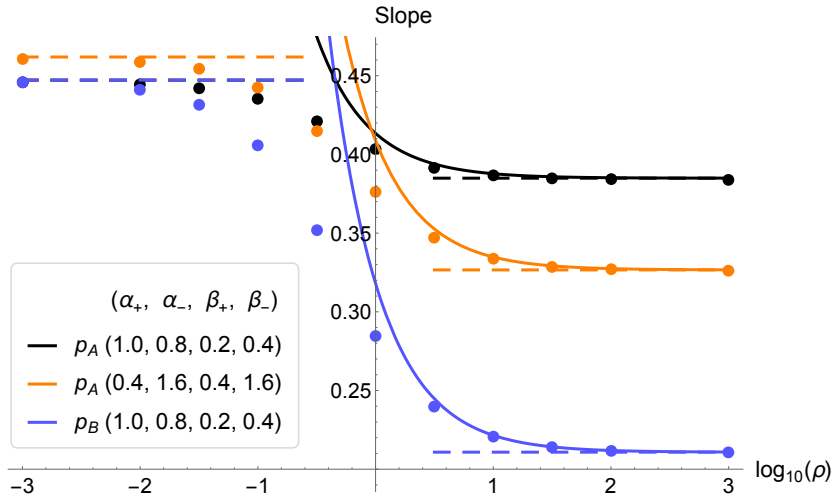 Slope
0.45
0.40
0.35
0.30
0.25
(α₊, α₋, β₊, β₋)
p_A (1.0, 0.8, 0.2, 0.4)
p_A (0.4, 1.6, 0.4, 1.6)
p_B (1.0, 0.8, 0.2, 0.4)
−3 −2 −1 1 2 3
log₁₀(ρ)